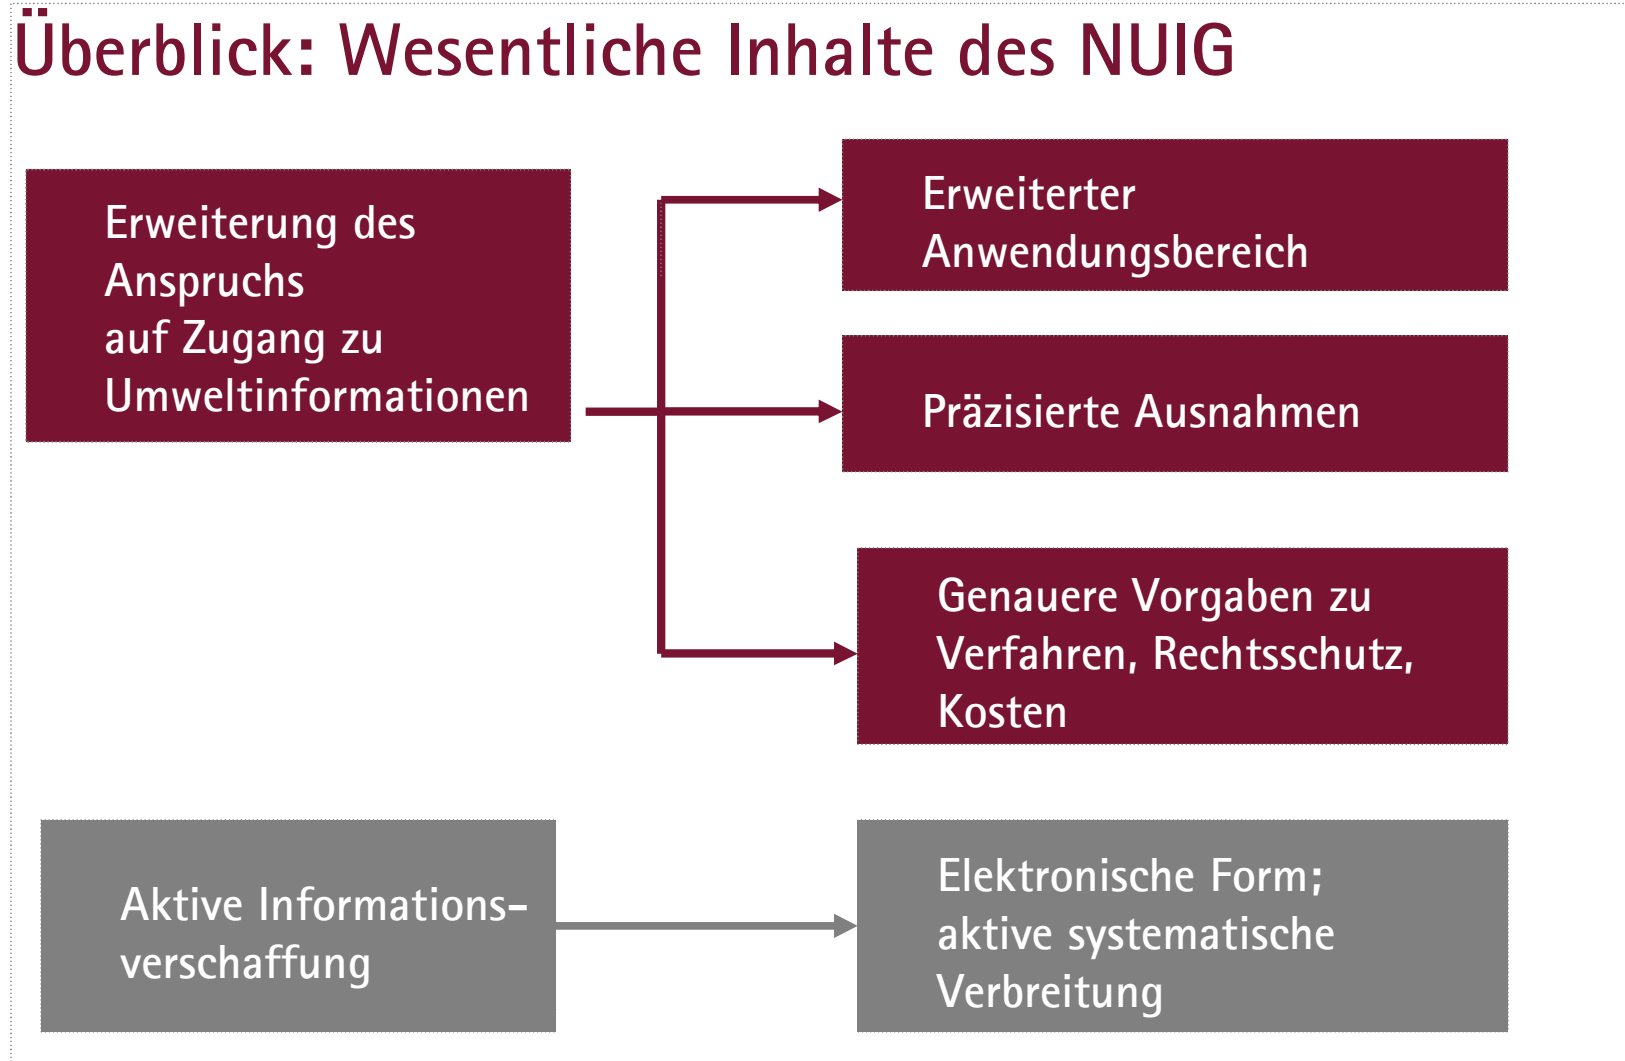 Überblick: Wesentliche Inhalte des NUIG
Erweiterung des
Anspruchs
auf Zugang zu
Umweltinformationen
Erweiterter
Anwendungsbereich
Präzisierte Ausnahmen
Genauere Vorgaben zu
Verfahren, Rechtsschutz,
Kosten
Aktive Informations-
verschaffung
Elektronische Form;
aktive systematische
Verbreitung